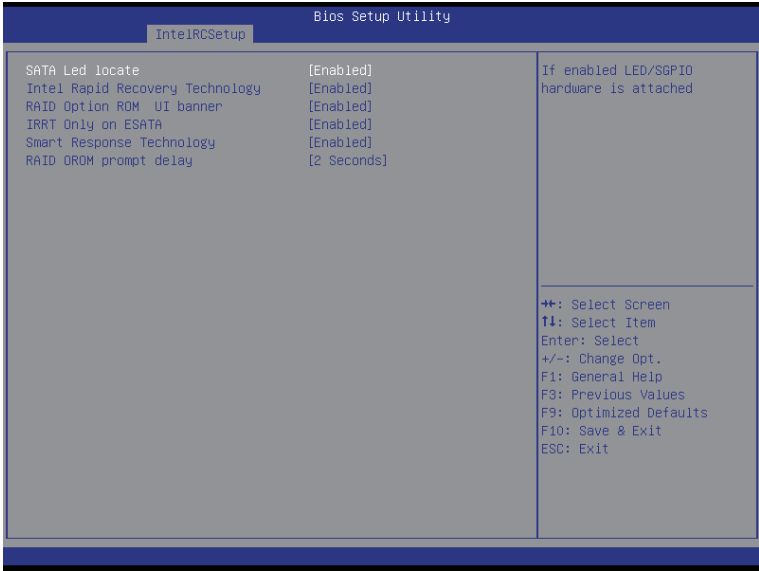 Bios Setup Utility
IntelRCSetup
SATA Led locate [Enabled]
Intel Rapid Recovery Technology [Enabled]
RAID Option ROM UI banner [Enabled]
IRRT Only on ESATA [Enabled]
Smart Response Technology [Enabled]
RAID OROM prompt delay [2 Seconds]
If enabled LED/SGPIO
hardware is attached
→←: Select Screen
↑↓: Select Item
Enter: Select
+/-: Change Opt.
F1: General Help
F3: Previous Values
F9: Optimized Defaults
F10: Save & Exit
ESC: Exit